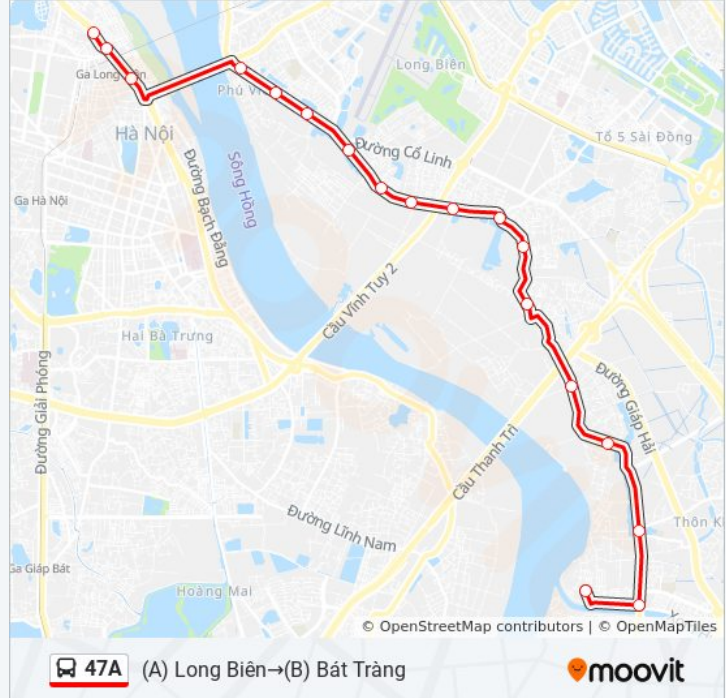 Ga Long Biên
Phú Vi
Long Biên
Hà Nội
Đường Cổ Linh
Tổ 5 Sài Đồng
Sông Hồng
Đường Bạch Đằng
Ga Hà Nội
Cầu Vĩnh Tuy 2
Hai Bà Trưng
Đường Giải Phóng
Đường Giáp Hải
Cầu Thanh Trì
Đường Lĩnh Nam
Thôn K
Ga Giáp Bát
Hoàng Mai
© OpenStreetMap contributors | © OpenMapTiles
47A (A) Long Biên→(B) Bát Tràng
moovit